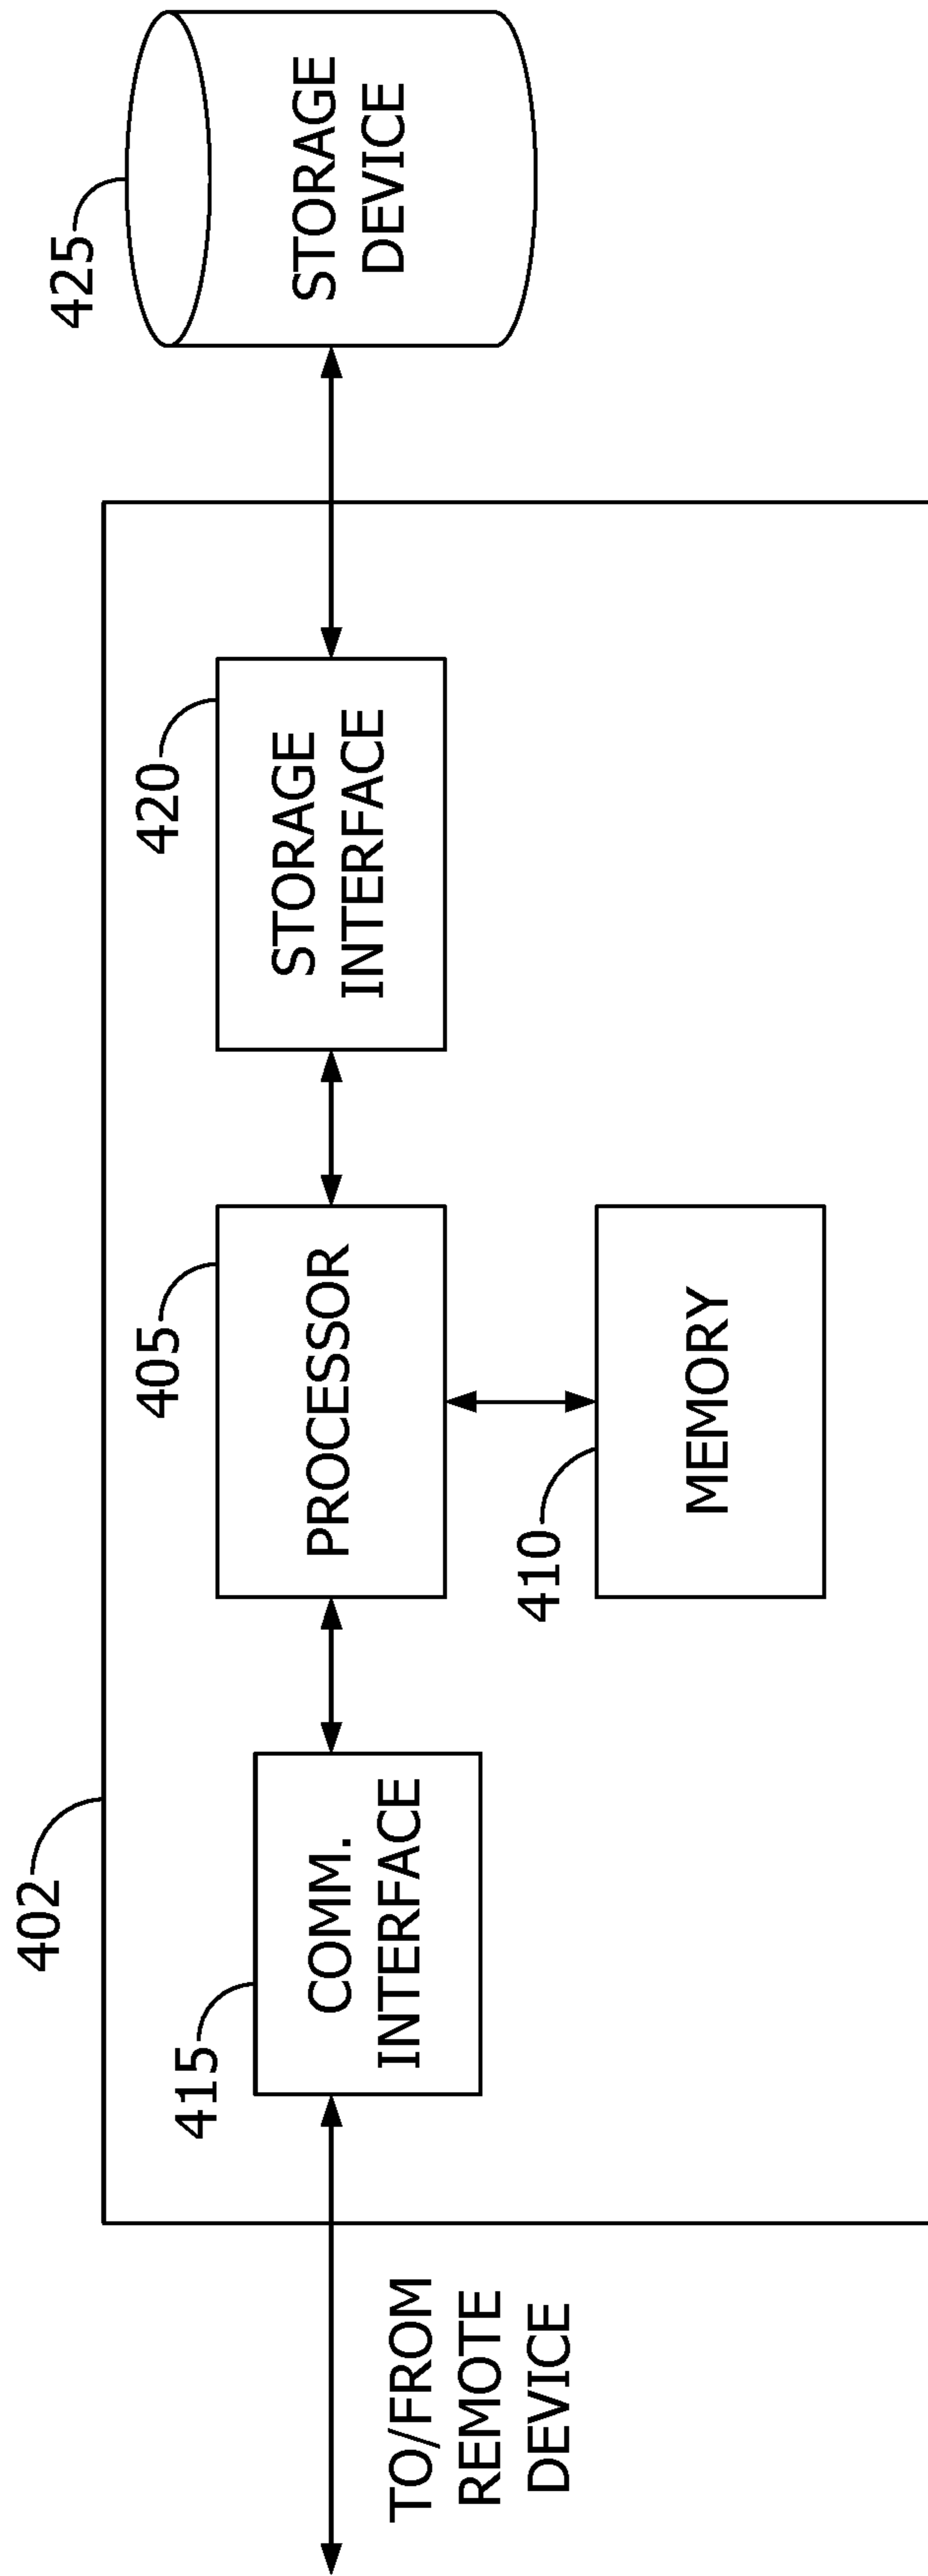 402
415
COMM.
INTERFACE
TO/FROM
REMOTE
DEVICE
405
PROCESSOR
410
MEMORY
420
STORAGE
INTERFACE
425
STORAGE
DEVICE